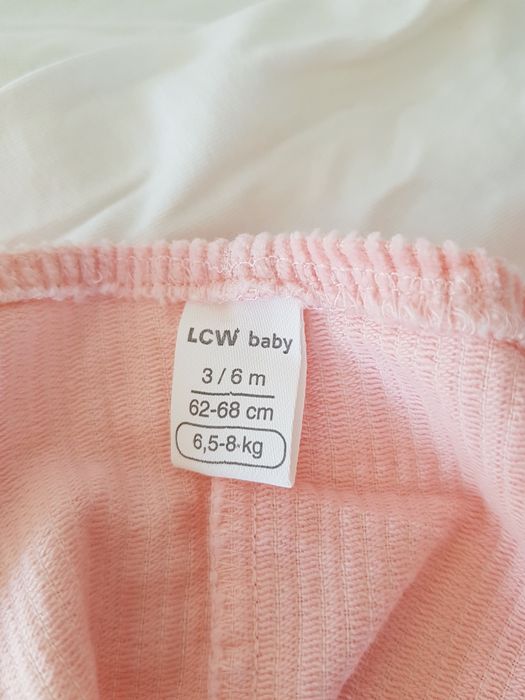 LCW baby
3 / 6 m
62-68 cm
6,5-8 kg